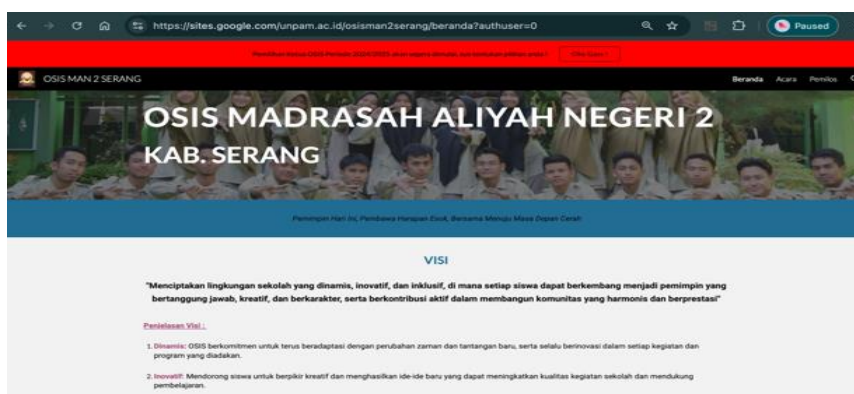 https://sites.google.com/unpam.ac.id/osisman2serang/beranda?authuser=0
Paused
OSIS MAN 2 SERANG
Beranda Acara Pemilos
OSIS MADRASAH ALIYAH NEGERI 2
KAB. SERANG
Pemimpin Hari Ini, Pembawa Harapan Esok, Bersama Menuju Masa Depan Cerah
VISI
"Menciptakan lingkungan sekolah yang dinamis, inovatif, dan inklusif, di mana setiap siswa dapat berkembang menjadi pemimpin yang
bertanggung jawab, kreatif, dan berkarakter, serta berkontribusi aktif dalam membangun komunitas yang harmonis dan berprestasi"
Penjelasan Visi :
1. Dinamis: OSIS berkomitmen untuk terus beradaptasi dengan perubahan zaman dan tantangan baru, serta selalu berinovasi dalam setiap kegiatan dan
program yang diadakan.
2. Inovatif: Mendorong siswa untuk berpikir kreatif dan menghasilkan ide-ide baru yang dapat meningkatkan kualitas kegiatan sekolah dan mendukung
pembelajaran.